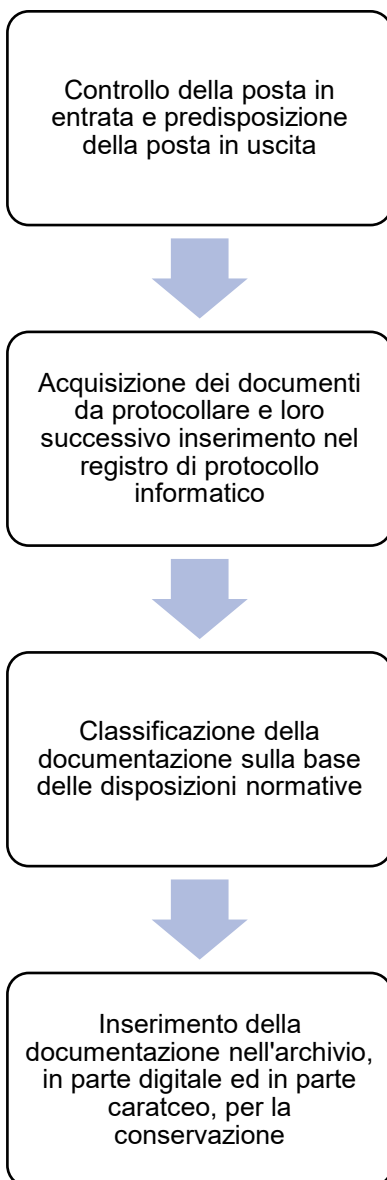 Controllo della posta in
entrata e predisposizione
della posta in uscita
Acquisizione dei documenti
da protocollare e loro
successivo inserimento nel
registro di protocollo
informatico
Classificazione della
documentazione sulla base
delle disposizioni normative
Inserimento della
documentazione nell'archivio,
in parte digitale ed in parte
caratceo, per la
conservazione